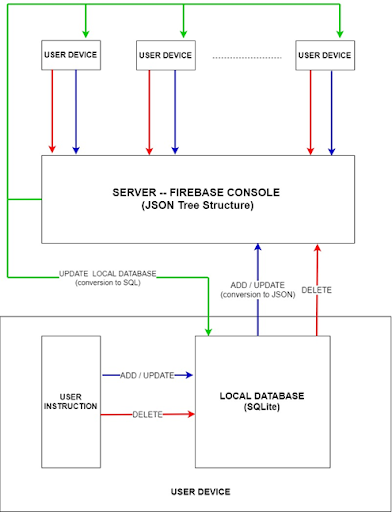 USER DEVICE USER DEVICE USER DEVICE
SERVER -- FIREBASE CONSOLE
(JSON Tree Structure)
UPDATE LOCAL DATABASE
(conversion to SQL)
ADD / UPDATE
(conversion to JSON)
DELETE
USER
INSTRUCTION
ADD / UPDATE
DELETE
LOCAL DATABASE
(SQLite)
USER DEVICE